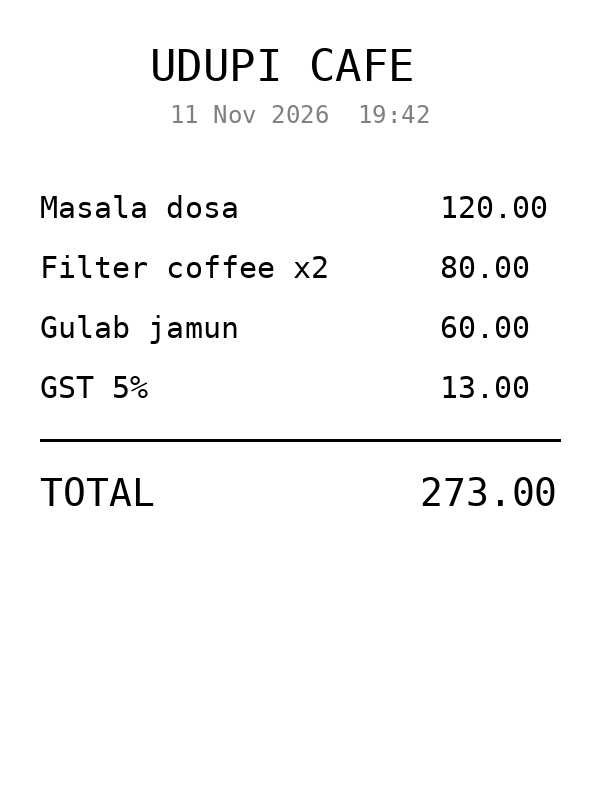 UDUPI CAFE
11 Nov 2026  19:42
Masala dosa 120.00
Filter coffee x2 80.00
Gulab jamun 60.00
GST 5% 13.00
TOTAL 273.00